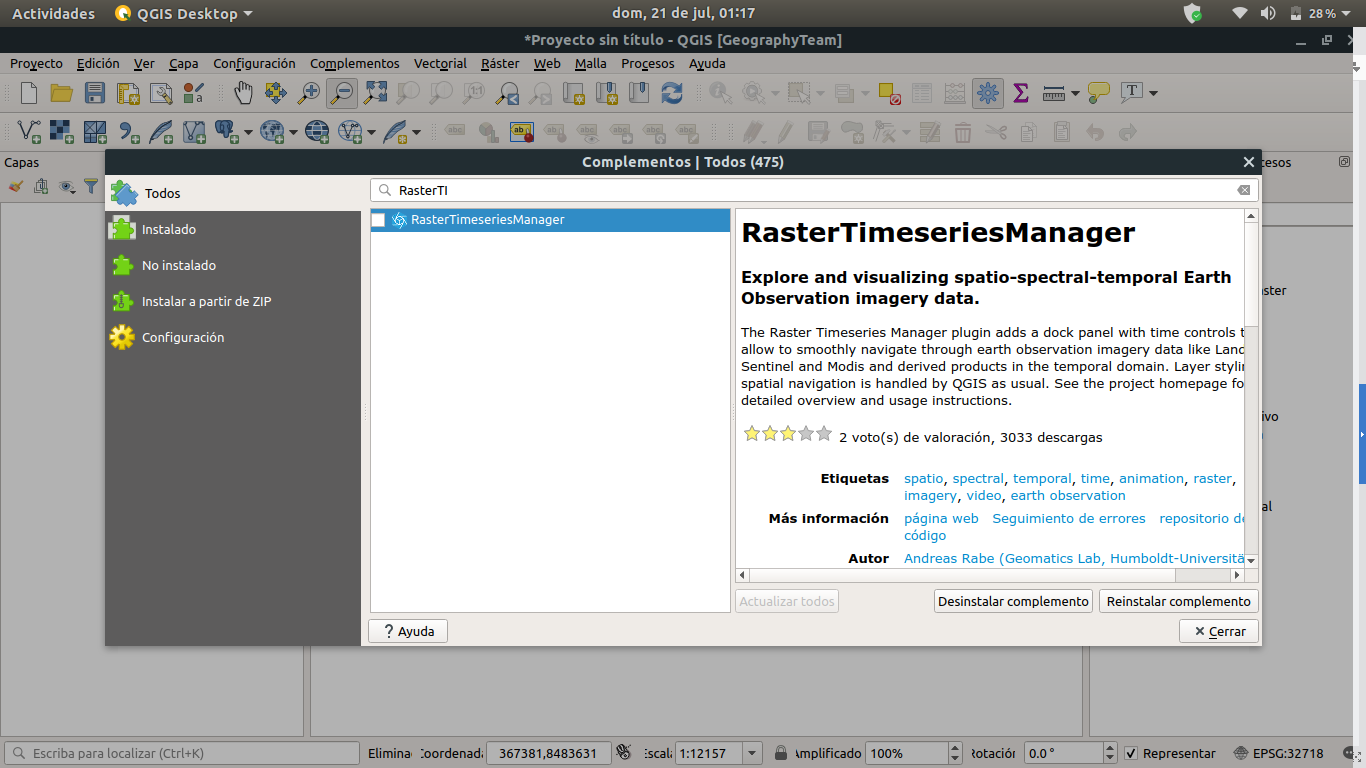 Actividades QGIS Desktop dom, 21 de jul, 01:17 28%
*Proyecto sin título - QGIS [GeographyTeam]
Proyecto Edición Ver Capa Configuración Complementos Vectorial Ráster Web Malla Procesos Ayuda
Capas
Complementos | Todos (475)
Todos
Instalado
No instalado
Instalar a partir de ZIP
Configuración
RasterTI
RasterTimeseriesManager
RasterTimeseriesManager
Explore and visualizing spatio-spectral-temporal Earth
Observation imagery data.
The Raster Timeseries Manager plugin adds a dock panel with time controls t
allow to smoothly navigate through earth observation imagery data like Land
Sentinel and Modis and derived products in the temporal domain. Layer stylin
spatial navigation is handled by QGIS as usual. See the project homepage fo
detailed overview and usage instructions.
2 voto(s) de valoración, 3033 descargas
Etiquetas spatio, spectral, temporal, time, animation, raster,
imagery, video, earth observation
Más información página web Seguimiento de errores repositorio de
código
Autor Andreas Rabe (Geomatics Lab, Humboldt-Universitä
Actualizar todos Desinstalar complemento Reinstalar complemento
? Ayuda Cerrar
Escriba para localizar (Ctrl+K) Elimina Coordenada 367381,8483631 Escala 1:12157 Amplificado 100% Rotación 0.0 ° Representar EPSG:32718